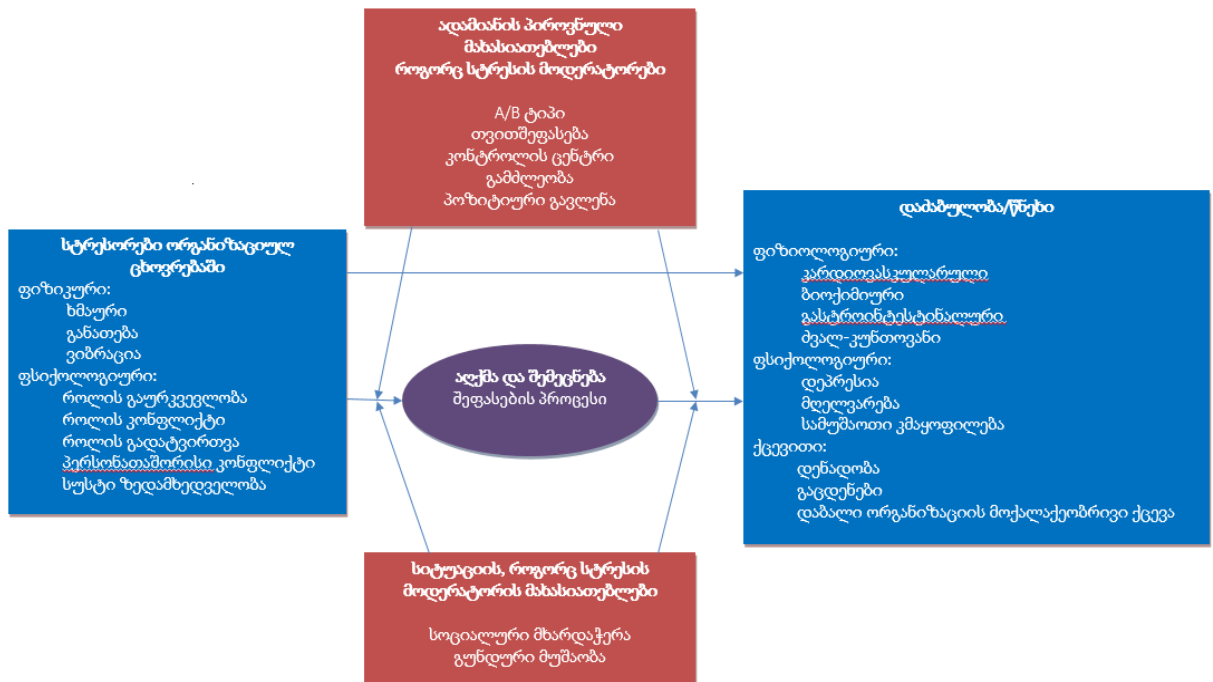 ადამიანის პიროვნული
მახასიათებლები
როგორც სტრესის მოდერატორები
A/B ტიპი
თვითშეფასება
კონტროლის ცენტრი
გამძლეობა
პოზიტიური გავლენა
სტრესორები ორგანიზაციულ
ცხოვრებაში
ფიზიკური:
ხმაური
განათება
ვიბრაცია
ფსიქოლოგიური:
როლის გაურკვევლობა
როლის კონფლიქტი
როლის გადატვირთვა
პერსონათაშორისი კონფლიქტი
სუსტი ზედამხედველობა
აღქმა და შემეცნება
შეფასების პროცესი
დაძაბულობა/წნეხი
ფიზიოლოგიური:
კარდიოვასკულარული
ბიოქიმიური
გასტროინტესტინალური
ძვალ-კუნთოვანი
ფსიქოლოგიური:
დეპრესია
მღელვარება
სამუშაოთი კმაყოფილება
ქცევითი:
დენადობა
გაცდენები
დაბალი ორგანიზაციის მოქალაქეობრივი ქცევა
სიტუაციის, როგორც სტრესის
მოდერატორის მახასიათებლები
სოციალური მხარდაჭერა
გუნდური მუშაობა